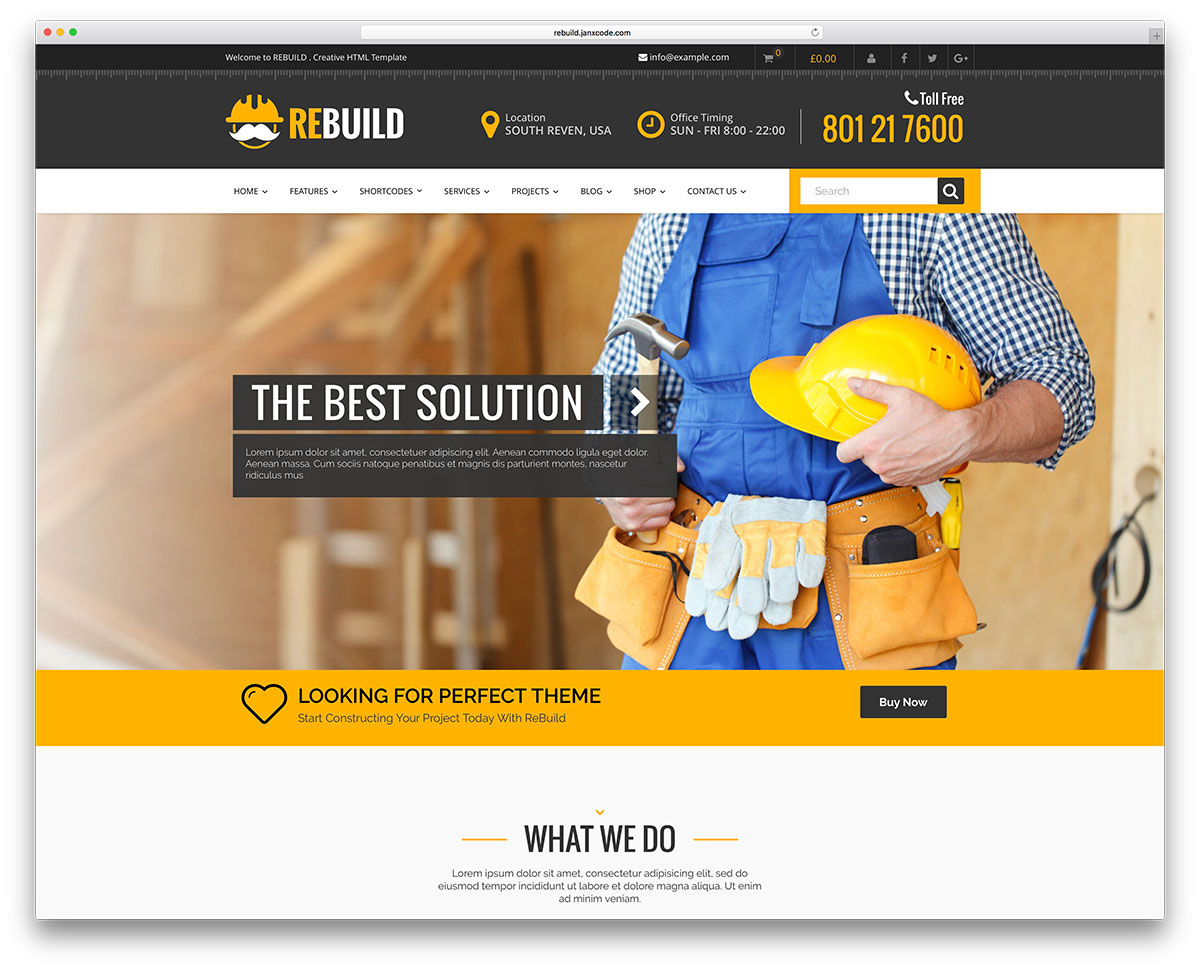 rebuild.janxcode.com
Welcome to REBUILD . Creative HTML Template
info@example.com
0
£0.00
G+
REBUILD
Location
SOUTH REVEN, USA
Office Timing
SUN - FRI 8:00 - 22:00
Toll Free
801 21 7600
HOME
FEATURES
SHORTCODES
SERVICES
PROJECTS
BLOG
SHOP
CONTACT US
Search
THE BEST SOLUTION
Lorem ipsum dolor sit amet, consectetuer adipiscing elit. Aenean commodo ligula eget dolor.
Aenean massa. Cum sociis natoque penatibus et magnis dis parturient montes, nascetur
ridiculus mus
LOOKING FOR PERFECT THEME
Start Constructing Your Project Today With ReBuild
Buy Now
WHAT WE DO
Lorem ipsum dolor sit amet, consectetur adipisicing elit, sed do
eiusmod tempor incididunt ut labore et dolore magna aliqua. Ut enim
ad minim veniam.